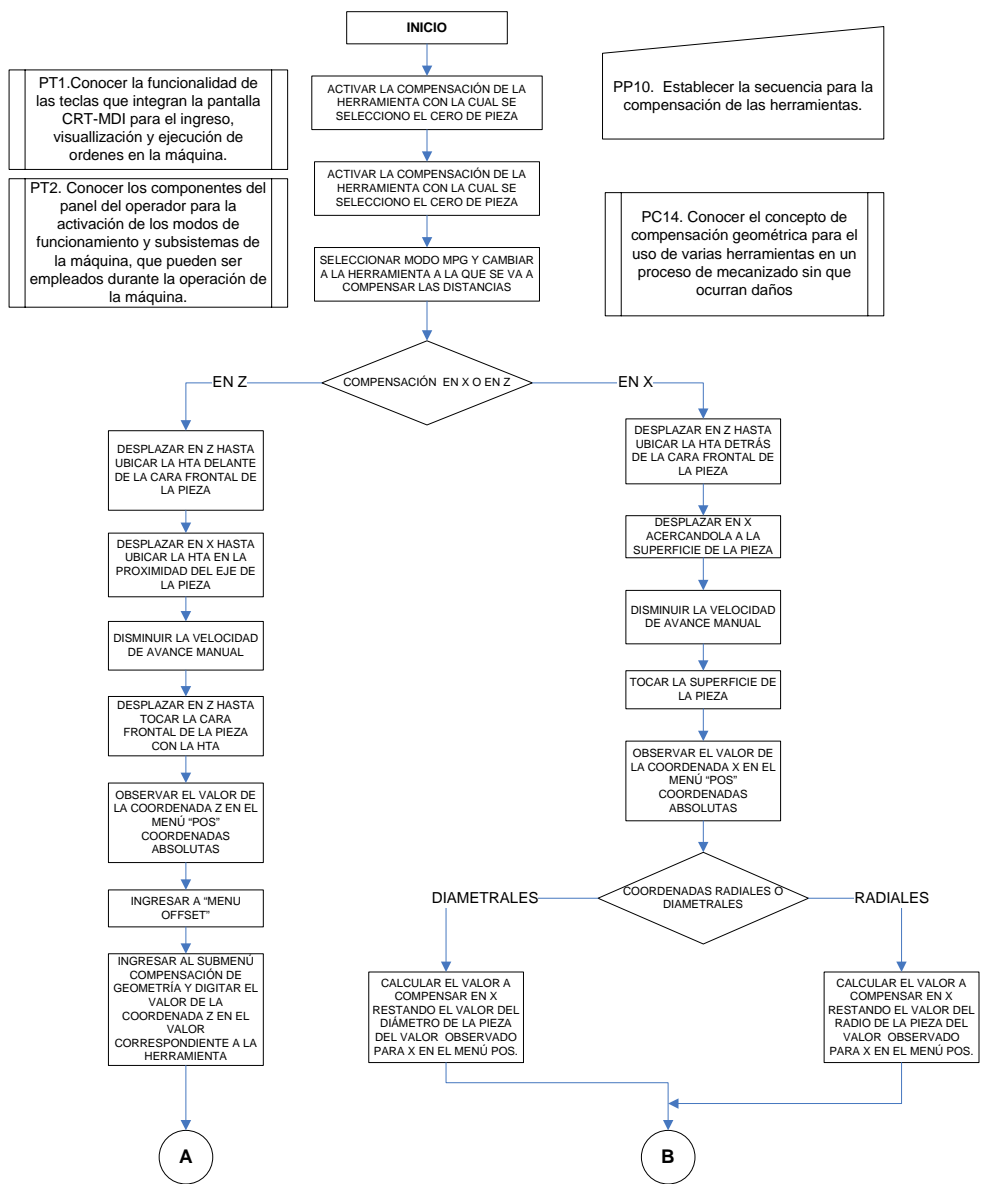 INICIO
PT1.Conocer la funcionalidad de
las teclas que integran la pantalla
CRT-MDI para el ingreso,
visuallización y ejecución de
ordenes en la máquina.
ACTIVAR LA COMPENSACIÓN DE LA
HERRAMIENTA CON LA CUAL SE
SELECCIONO EL CERO DE PIEZA
PP10. Establecer la secuencia para la
compensación de las herramientas.
PT2. Conocer los componentes del
panel del operador para la
activación de los modos de
funcionamiento y subsistemas de
la máquina, que pueden ser
empleados durante la operación de
la máquina.
ACTIVAR LA COMPENSACIÓN DE LA
HERRAMIENTA CON LA CUAL SE
SELECCIONO EL CERO DE PIEZA
PC14. Conocer el concepto de
compensación geométrica para el
uso de varias herramientas en un
proceso de mecanizado sin que
ocurran daños
SELECCIONAR MODO MPG Y CAMBIAR
A LA HERRAMIENTA A LA QUE SE VA A
COMPENSAR LAS DISTANCIAS
COMPENSACIÓN EN X O EN Z
EN Z
EN X
DESPLAZAR EN Z HASTA
UBICAR LA HTA DELANTE
DE LA CARA FRONTAL DE
LA PIEZA
DESPLAZAR EN X HASTA
UBICAR LA HTA EN LA
PROXIMIDAD DEL EJE DE
LA PIEZA
DISMINUIR LA VELOCIDAD
DE AVANCE MANUAL
DESPLAZAR EN Z HASTA
TOCAR LA CARA
FRONTAL DE LA PIEZA
CON LA HTA
OBSERVAR EL VALOR DE
LA COORDENADA Z EN EL
MENÚ “POS”
COORDENADAS
ABSOLUTAS
INGRESAR A “MENU
OFFSET”
INGRESAR AL SUBMENÚ
COMPENSACIÓN DE
GEOMETRÍA Y DIGITAR EL
VALOR DE LA
COORDENADA Z EN EL
VALOR
CORRESPONDIENTE A LA
HERRAMIENTA
A
DESPLAZAR EN Z HASTA
UBICAR LA HTA DETRÁS
DE LA CARA FRONTAL DE
LA PIEZA
DESPLAZAR EN X
ACERCANDOLA A LA
SUPERFICIE DE LA PIEZA
DISMINUIR LA VELOCIDAD
DE AVANCE MANUAL
TOCAR LA SUPERFICIE DE
LA PIEZA
OBSERVAR EL VALOR DE
LA COORDENADA X EN EL
MENÚ “POS”
COORDENADAS
ABSOLUTAS
COORDENADAS RADIALES O
DIAMETRALES
DIAMETRALES
RADIALES
CALCULAR EL VALOR A
COMPENSAR EN X
RESTANDO EL VALOR DEL
DIÁMETRO DE LA PIEZA
DEL VALOR OBSERVADO
PARA X EN EL MENÚ POS.
CALCULAR EL VALOR A
COMPENSAR EN X
RESTANDO EL VALOR DEL
RADIO DE LA PIEZA DEL
VALOR OBSERVADO
PARA X EN EL MENÚ POS.
B